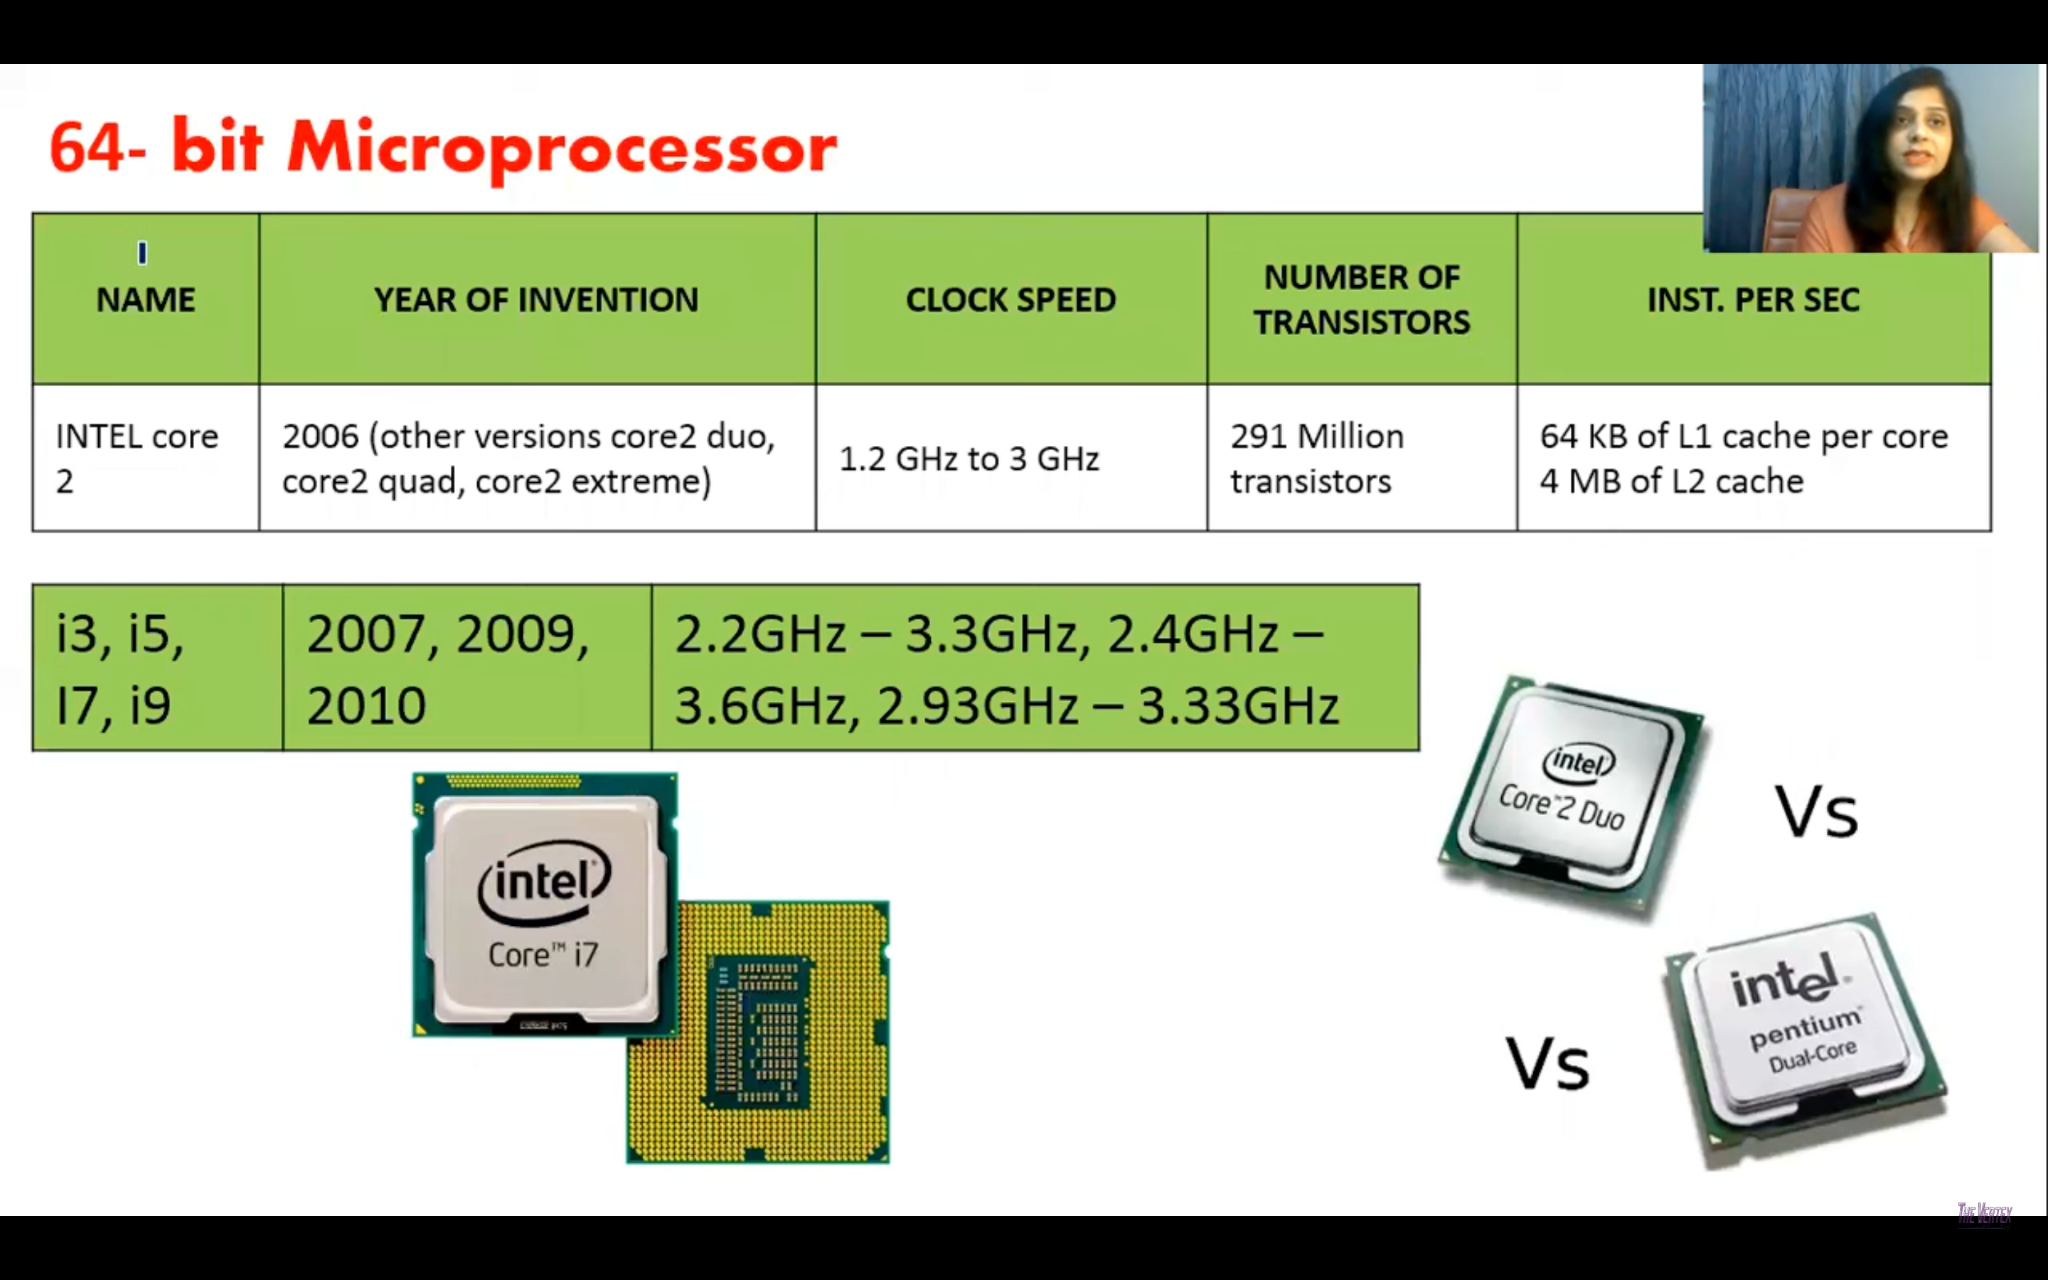 64- bit Microprocessor
NAME
YEAR OF INVENTION
CLOCK SPEED
NUMBER OF
TRANSISTORS
INST. PER SEC
INTEL core
2
2006 (other versions core2 duo,
core2 quad, core2 extreme)
1.2 GHz to 3 GHz
291 Million
transistors
64 KB of L1 cache per core
4 MB of L2 cache
i3, i5,
I7, i9
2007, 2009,
2010
2.2GHz – 3.3GHz, 2.4GHz –
3.6GHz, 2.93GHz – 3.33GHz
intel
Core™ i7
intel
Core™2 Duo
Vs
Vs
intel
pentium
Dual-Core
THE VERTEX